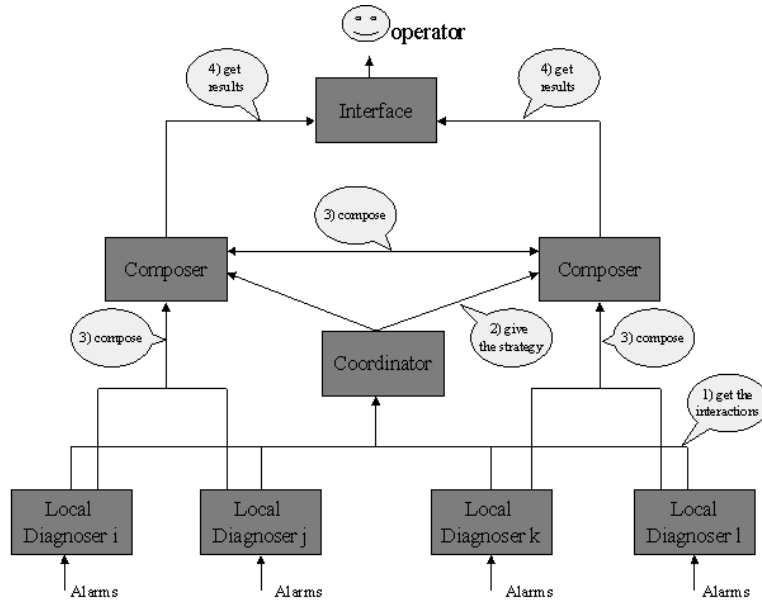 operator
4) get
results
4) get
results
Interface
3) compose
Composer
Composer
3) compose
2) give
the strategy
3) compose
Coordinator
1) get the
interactions
Local
Diagnoser i
Local
Diagnoser j
Local
Diagnoser k
Local
Diagnoser l
Alarms
Alarms
Alarms
Alarms